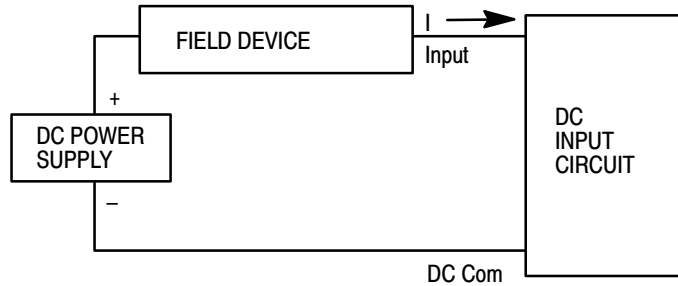 FIELD DEVICE
I
Input
+
DC POWER
SUPPLY
–
DC
INPUT
CIRCUIT
DC Com